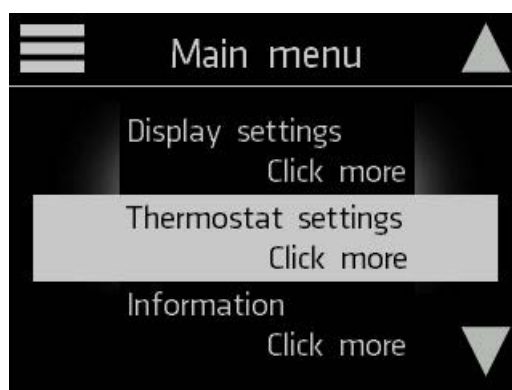 Main menu
Display settings
Click more
Thermostat settings
Click more
Information
Click more